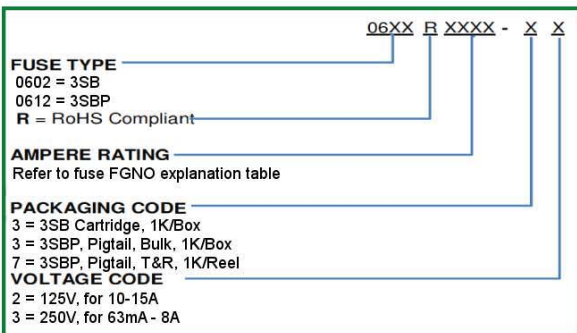 06XX R XXXX - X X
FUSE TYPE
0602 = 3SB
0612 = 3SBP
R = RoHS Compliant
AMPERE RATING
Refer to fuse FGNO explanation table
PACKAGING CODE
3 = 3SB Cartridge, 1K/Box
3 = 3SBP, Pigtail, Bulk, 1K/Box
7 = 3SBP, Pigtail, T&R, 1K/Reel
VOLTAGE CODE
2 = 125V, for 10-15A
3 = 250V, for 63mA - 8A